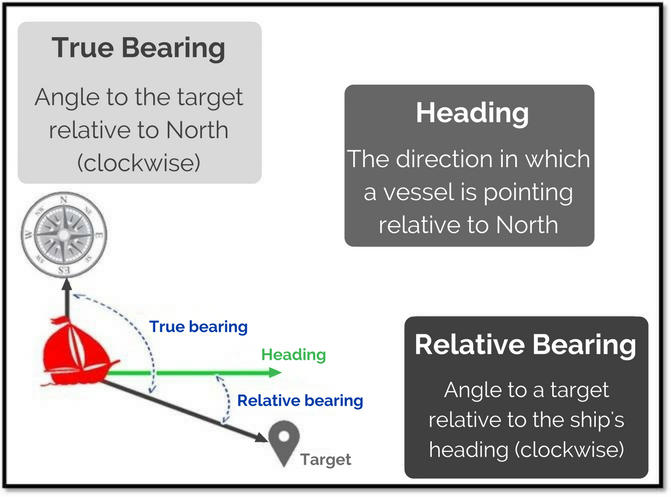 True Bearing
Angle to the target
relative to North
(clockwise)
Heading
The direction in which
a vessel is pointing
relative to North
N
NE
E
W
NW
True bearing
Heading
Relative bearing
Target
Relative Bearing
Angle to a target
relative to the ship's
heading (clockwise)